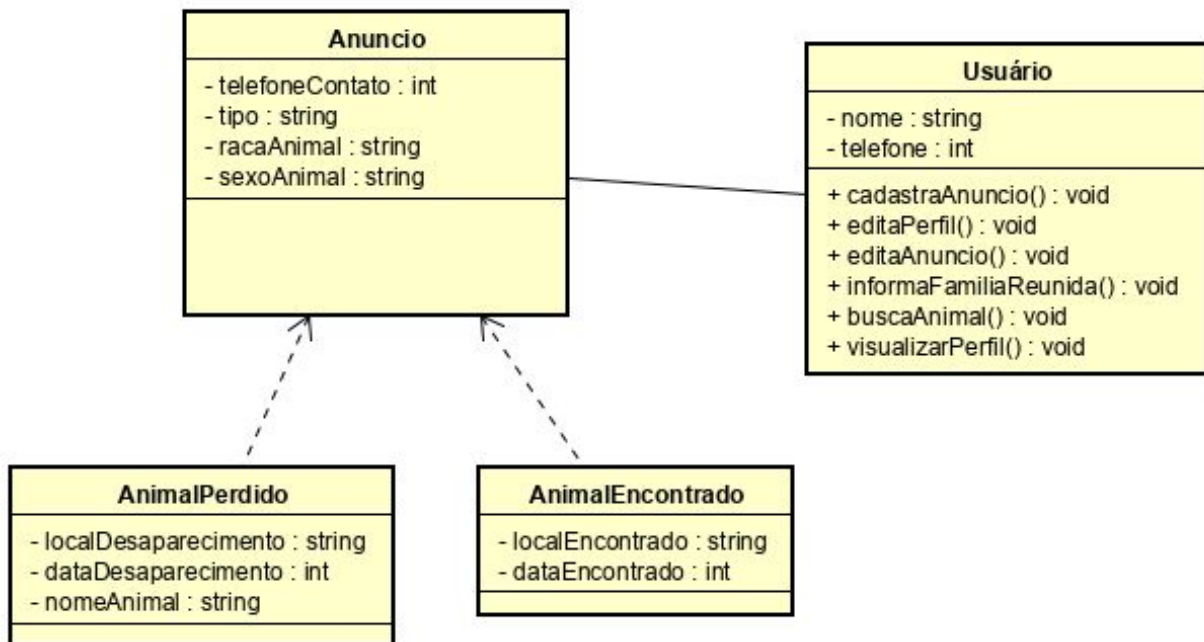 Anuncio
- telefoneContato : int
- tipo : string
- racaAnimal : string
- sexoAnimal : string
Usuário
- nome : string
- telefone : int
+ cadastraAnuncio() : void
+ editaPerfil() : void
+ editaAnuncio() : void
+ informaFamiliaReunida() : void
+ buscaAnimal() : void
+ visualizarPerfil() : void
AnimalPerdido
- localDesaparecimento : string
- dataDesaparecimento : int
- nomeAnimal : string
AnimalEncontrado
- localEncontrado : string
- dataEncontrado : int